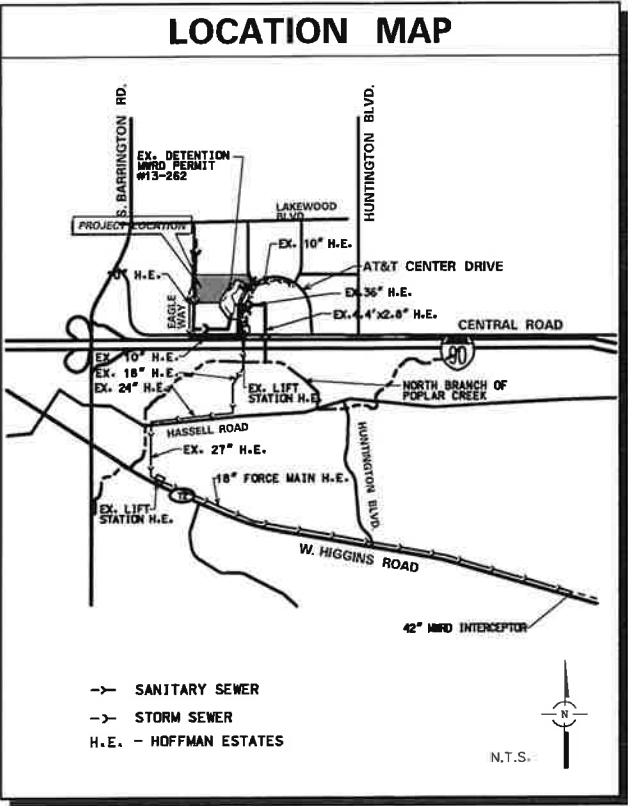 LOCATION MAP
S. BARRINGTON RD.
HUNTINGTON BLVD.
EX. DETENTION
MWRD PERMIT
#13-262
LAKEWOOD
BLVD
PROJECT LOCATION
EX. 10" H.E.
AT&T CENTER DRIVE
H.E.
EX.36" H.E.
EAGLE
WAY
EX.4.4'x2.8' H.E.
CENTRAL ROAD
90
EX. 10" H.E.
EX. 18" H.E.
EX. 24" H.E.
EX. LIFT
STATION H.E.
NORTH BRANCH OF
POPLAR CREEK
HASSELL ROAD
EX. 27" H.E.
HUNTINGTON BLVD.
18" FORCE MAIN H.E.
72
EX. LIFT
STATION H.E.
W. HIGGINS ROAD
42" MWRD INTERCEPTOR
SANITARY SEWER
STORM SEWER
H.E. - HOFFMAN ESTATES
N
N.T.S.